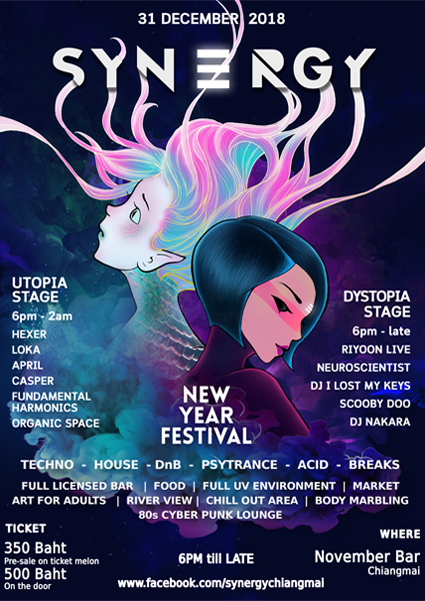 31 DECEMBER, 2018
SYNERGY
UTOPIA
STAGE
6pm - 2am
HEXER
LOKA
APRIL
CASPER
FUNDAMENTAL
HARMONICS
ORGANIC SPACE
DYSTOPIA
STAGE
6pm - late
RIYOON LIVE
NEUROSCIENTIST
DJ I LOST MY KEYS
SCOOBY DOO
DJ NAKARA
NEW
YEAR
FESTIVAL
TECHNO - HOUSE - DnB - PSYTRANCE - ACID - BREAKS
FULL LICENSED BAR | FOOD | FULL UV ENVIRONMENT | MARKET
ART FOR ADULTS | RIVER VIEW | CHILL OUT AREA | BODY MARBLING
80s CYBER PUNK LOUNGE
TICKET
350 Baht
Pre-sale on ticket melon
500 Baht
On the door
6PM till LATE
WHERE
November Bar
Chiangmai
www.facebook.com/synergychiangmai